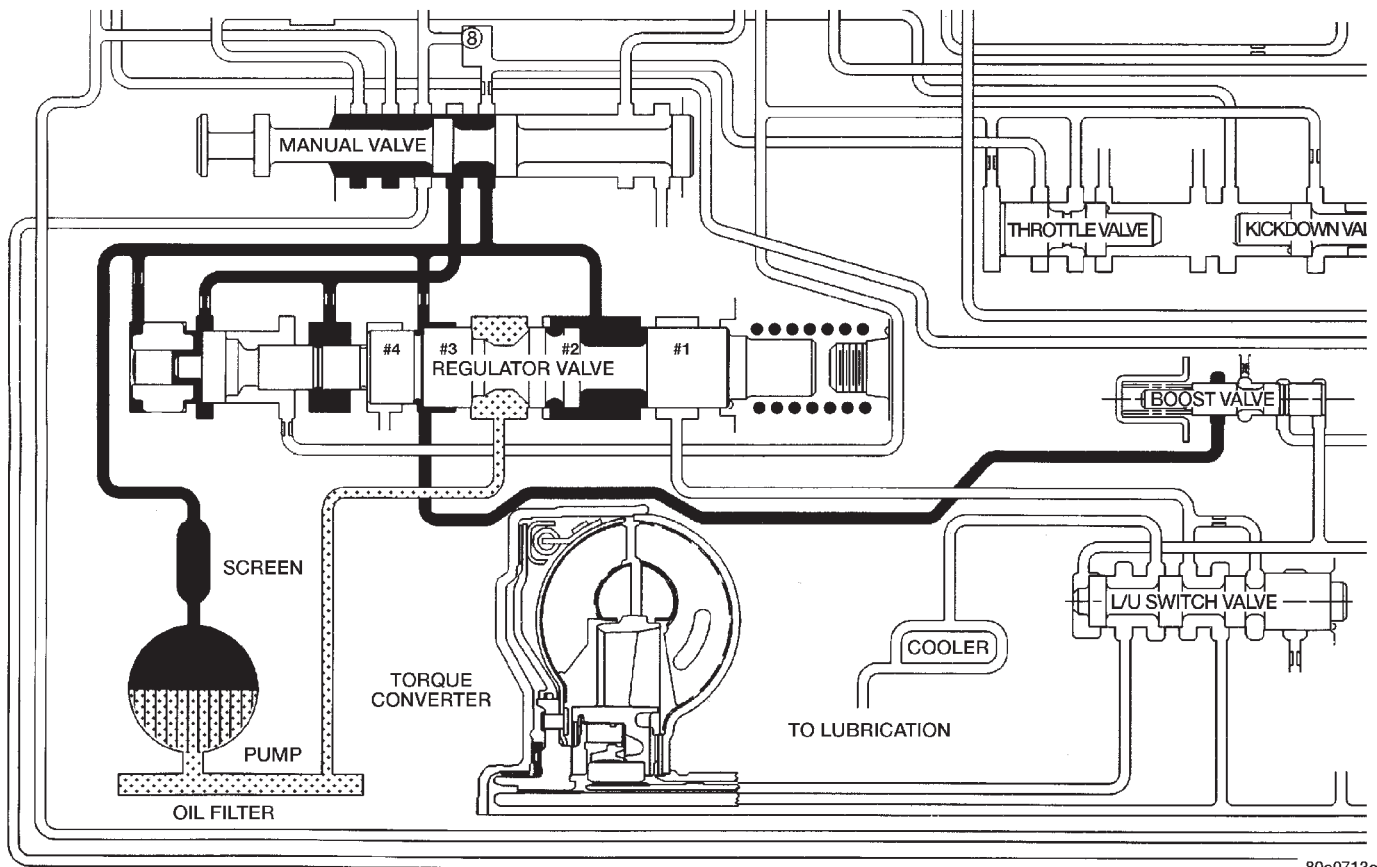 8
MANUAL VALVE
THROTTLE VALVE
#4
#3
#2
#1
REGULATOR VALVE
BOOST VALVE
SCREEN
L/U SWITCH VALVE
COOLER
TORQUE
CONVERTER
TO LUBRICATION
PUMP
OIL FILTER